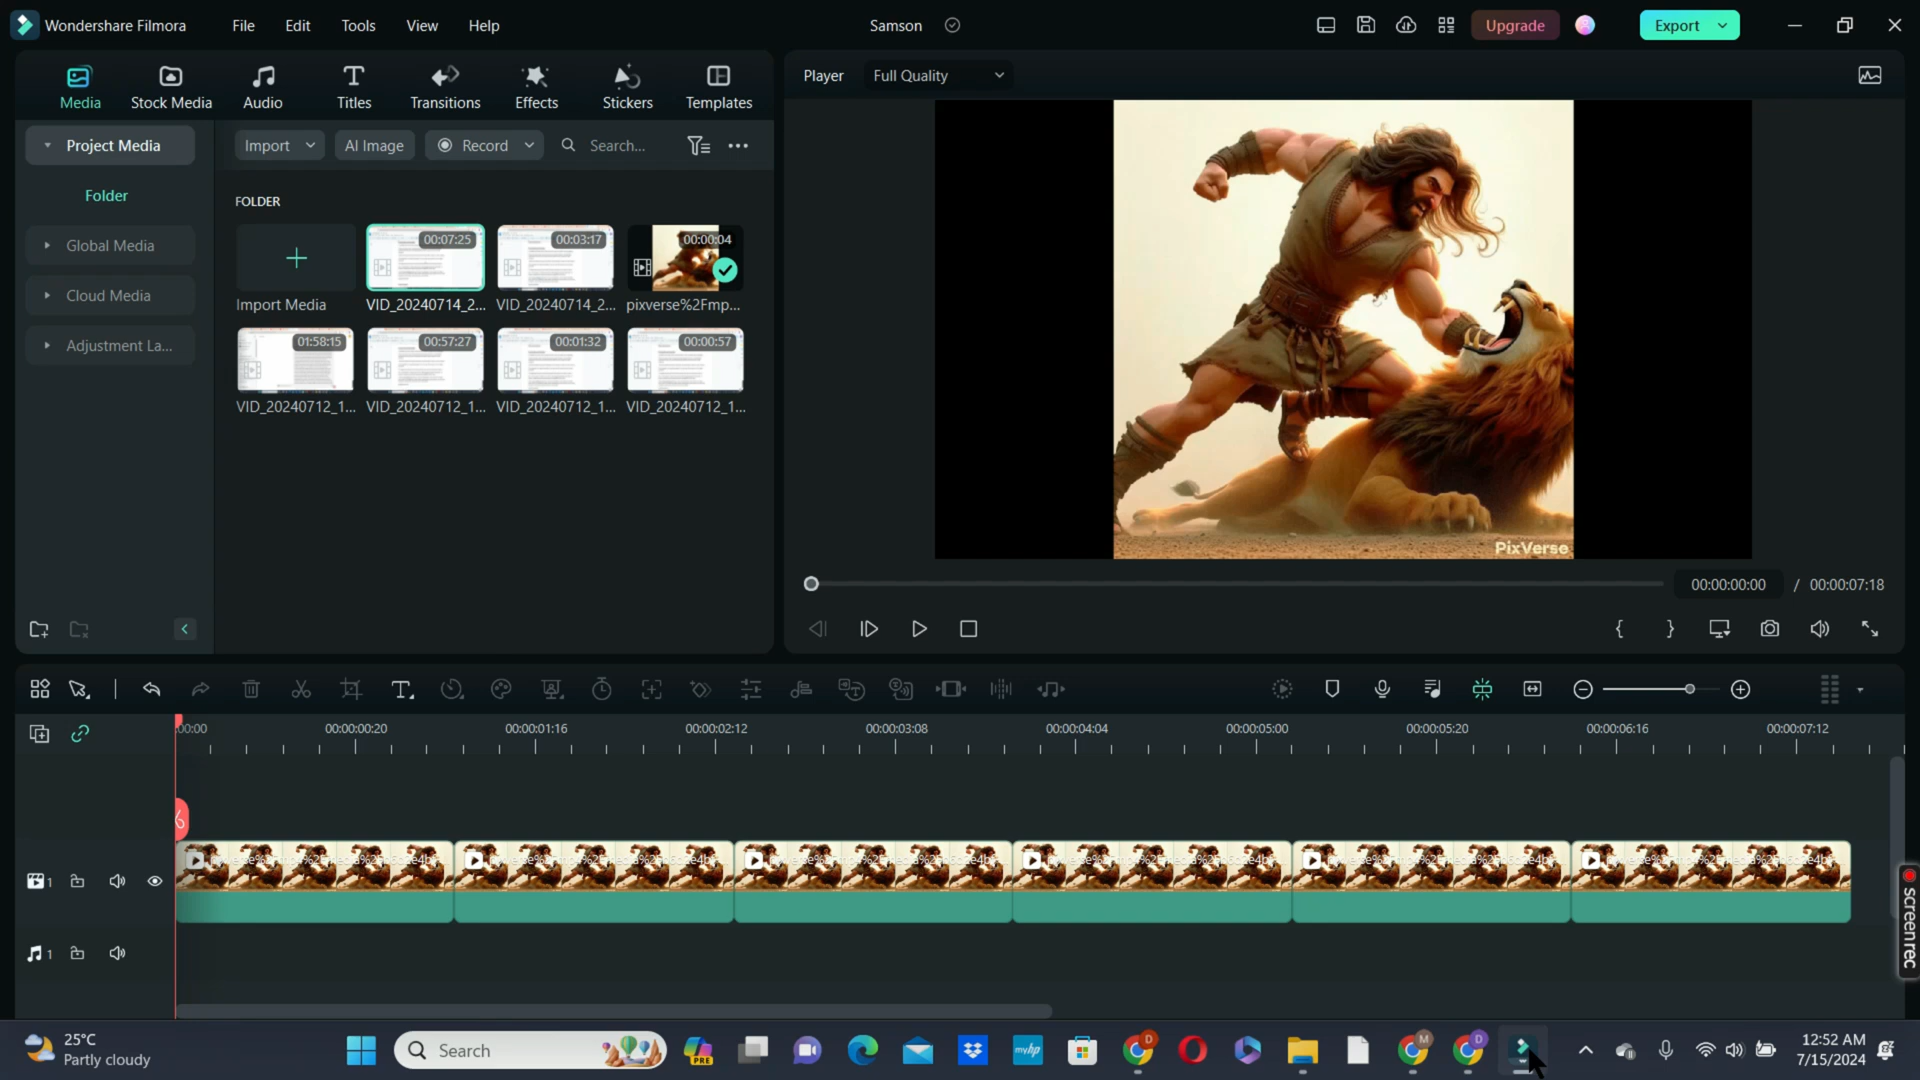 Wondershare Filmora
File
Edit
Tools
View
Help
Samson
Upgrade
Export
Media
Stock Media
Audio
Titles
Transitions
Effects
Stickers
Templates
Player
Full Quality
Project Media
Import
AI Image
Record
Search...
Folder
FOLDER
Global Media
Cloud Media
Adjustment La...
00:07:25
00:03:17
00:00:04
Import Media
VID_20240714_2...
VID_20240714_2...
pixverse%2Fmp...
01:58:15
00:57:27
00:01:32
00:00:57
VID_20240712_1...
VID_20240712_1...
VID_20240712_1...
VID_20240712_1...
PixVerse
00:00:00:00
/
00:00:07:18
:00:00
00:00:00:20
00:00:01:16
00:00:02:12
00:00:03:08
00:00:04:04
00:00:05:00
00:00:05:20
00:00:06:16
00:00:07:12
1
1
screenrec
25°C
Partly cloudy
Search
PRE
myhp
D
M
D
12:52 AM
7/15/2024